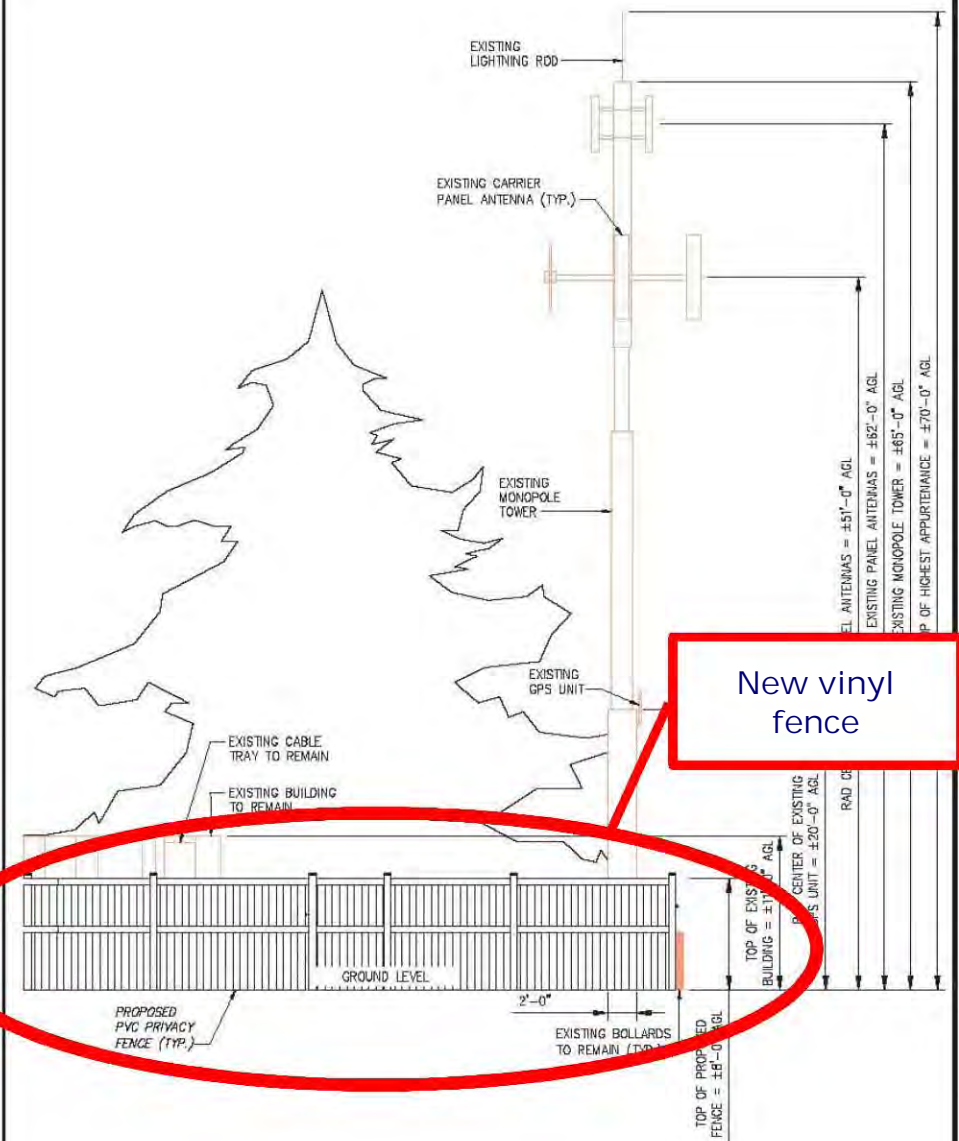 EXISTING
LIGHTNING ROD
EXISTING CARRIER
PANEL ANTENNA (TYP.)
EXISTING
MONOPOLE
TOWER
EXISTING
GPS UNIT
New vinyl
fence
EXISTING CABLE
TRAY TO REMAIN
EXISTING BUILDING
TO REMAIN
GROUND LEVEL
PROPOSED
PVC PRIVACY
FENCE (TYP.)
2'-0"
EXISTING BOLLARDS
TO REMAIN (TYP.)
TOP OF PROPOSED
FENCE = ±8'-0" AGL
TOP OF EXISTING
BUILDING = ±11'-0" AGL
CENTER OF EXISTING
GPS UNIT = ±20'-0" AGL
RAD
ANTENNAS = ±51'-0" AGL
EXISTING PANEL ANTENNAS = ±62'-0" AGL
EXISTING MONOPOLE TOWER = ±65'-0" AGL
OF HIGHEST APPURTENANCE = ±70'-0" AGL